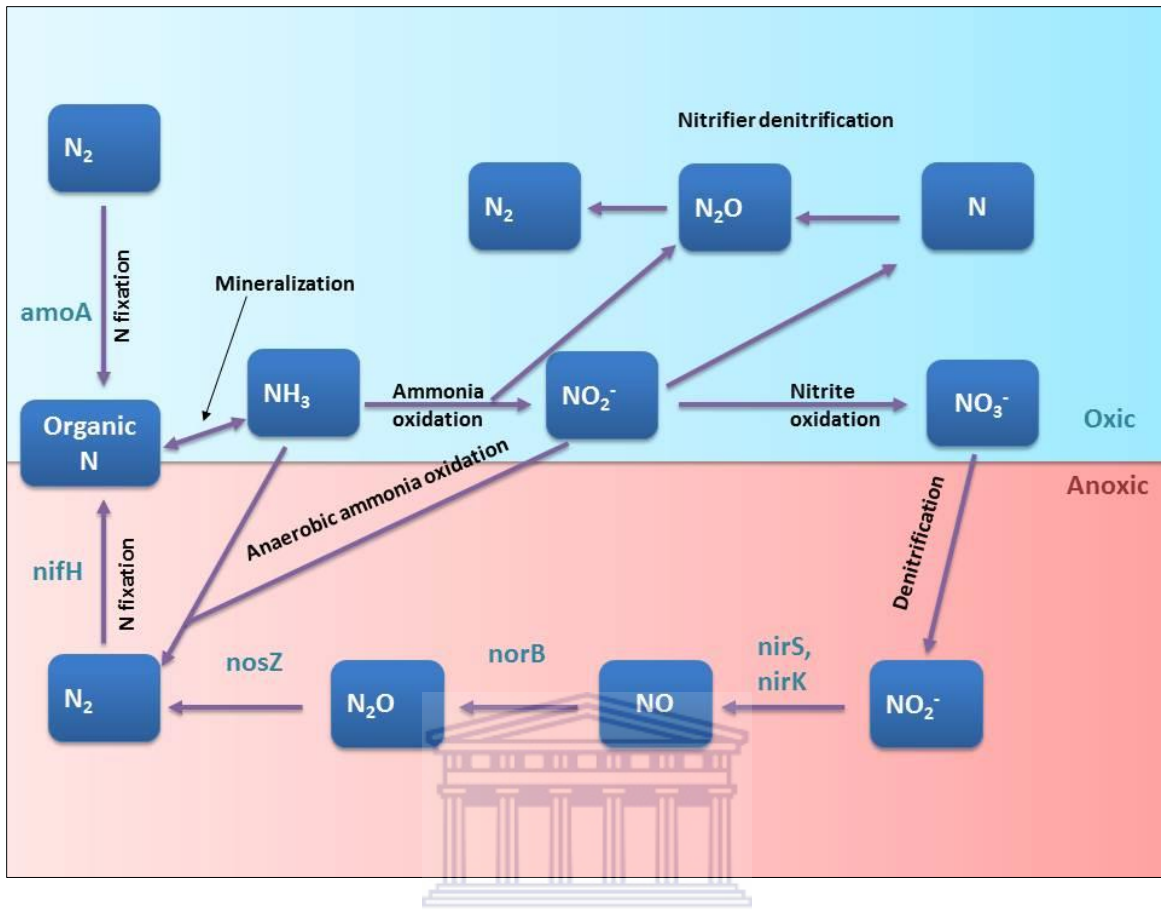 N₂
Nitrifier denitrification
N₂
N₂O
N
amoA
N fixation
Mineralization
NH₃
Ammonia
oxidation
NO₂⁻
Nitrite
oxidation
NO₃⁻
Oxic
Organic
N
Anaerobic ammonia oxidation
Anoxic
Denitrification
nifH
N fixation
N₂
nosZ
N₂O
norB
NO
nirS,
nirK
NO₂⁻